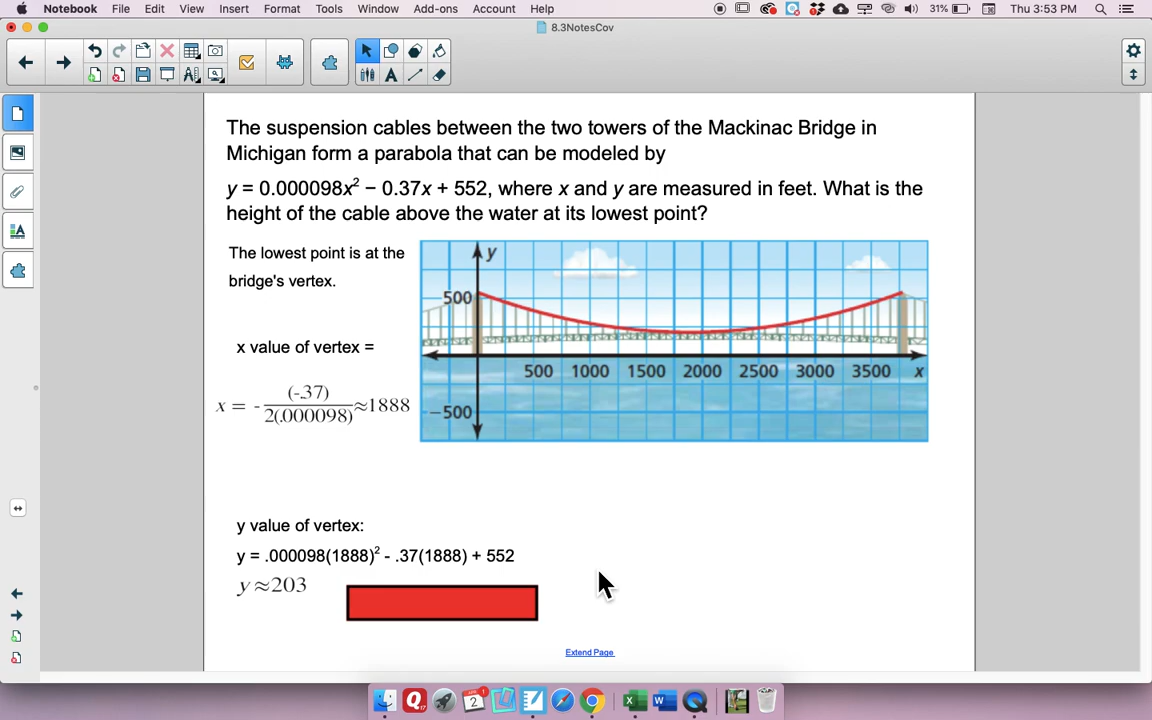 Notebook File Edit View Insert Format Tools Window Add-ons Account Help 31% Thu 3:53 PM
8.3NotesCov
The suspension cables between the two towers of the Mackinac Bridge in
Michigan form a parabola that can be modeled by
y = 0.000098x² − 0.37x + 552, where x and y are measured in feet. What is the
height of the cable above the water at its lowest point?
The lowest point is at the
bridge's vertex.
y
500
500 1000 1500 2000 2500 3000 3500 x
−500
x value of vertex =
x = - (-.37) / 2(.000098) ≈1888
y value of vertex:
y = .000098(1888)² - .37(1888) + 552
y ≈203
Extend Page